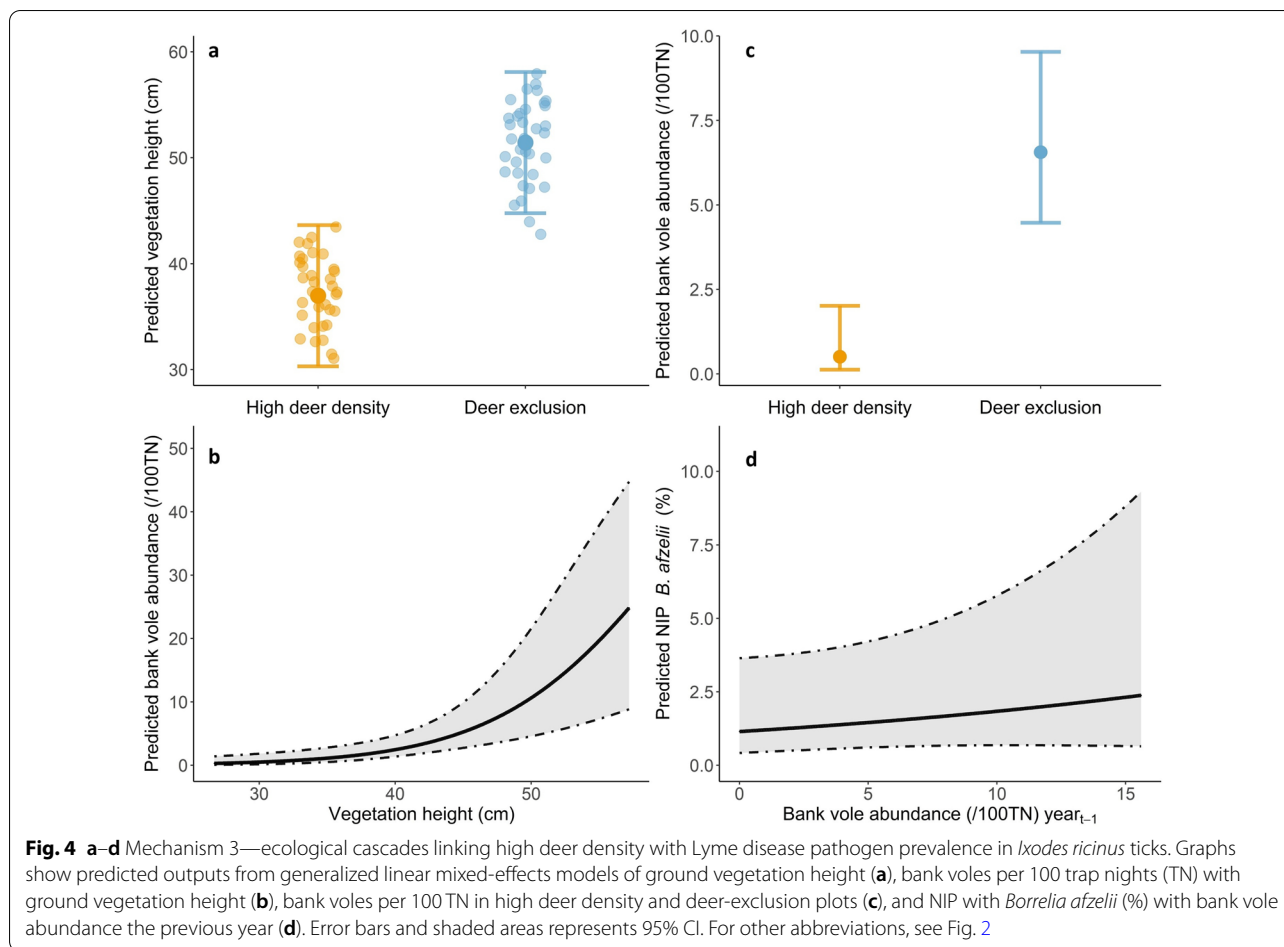 a
Predicted vegetation height (cm)
60
50
40
30
High deer density
Deer exclusion
c
Predicted bank vole abundance (/100TN)
10.0
7.5
5.0
2.5
0.0
High deer density
Deer exclusion
b
Predicted bank vole abundance (/100TN)
50
40
30
20
10
0
30
40
50
Vegetation height (cm)
d
Predicted NIP B. afzelii (%)
10.0
7.5
5.0
2.5
0.0
0
5
10
15
Bank vole abundance (/100TN) year t–1
Fig. 4 a–d Mechanism 3—ecological cascades linking high deer density with Lyme disease pathogen prevalence in Ixodes ricinus ticks. Graphs
show predicted outputs from generalized linear mixed-effects models of ground vegetation height (a), bank voles per 100 trap nights (TN) with
ground vegetation height (b), bank voles per 100 TN in high deer density and deer-exclusion plots (c), and NIP with Borrelia afzelii (%) with bank vole
abundance the previous year (d). Error bars and shaded areas represents 95% CI. For other abbreviations, see Fig. 2